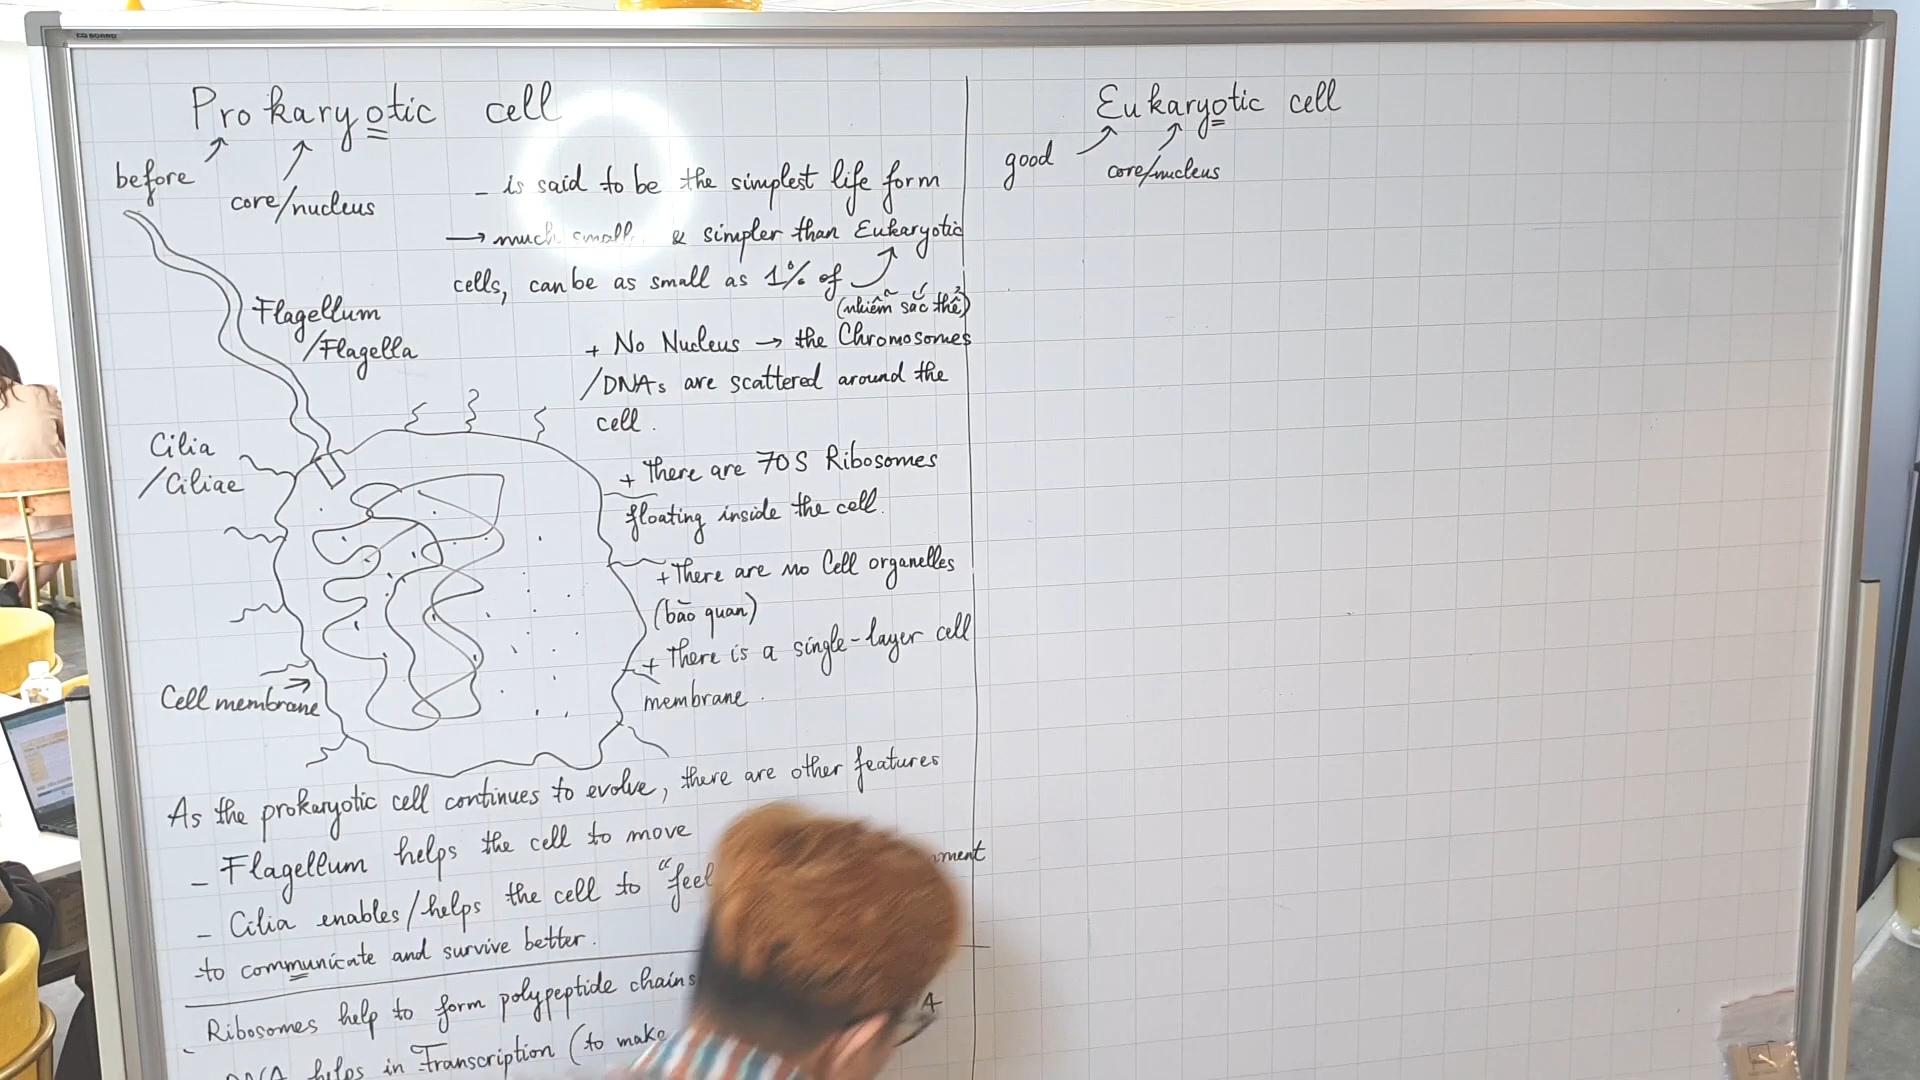 Prokaryotic cell
before
core/nucleus
- is said to be the simplest life form
→ much small & simpler than Eukaryotic
cells, can be as small as 1% of
(nhiễm sắc thể)
Flagellum
/Flagella
+ No Nucleus → the Chromosomes
/DNAs are scattered around the
cell.
Cilia
/Ciliae
+ There are 70S Ribosomes
floating inside the cell.
+ There are no Cell organelles
(bào quan)
+ There is a single-layer cell
membrane.
Cell membrane
As the prokaryotic cell continues to evolve, there are other features
- Flagellum helps the cell to move
- Cilia enables/helps the cell to "feel
to communicate and survive better.
Ribosomes help to form polypeptide chains
DNA helps in Transcription (to make
Eukaryotic cell
good
core/nucleus